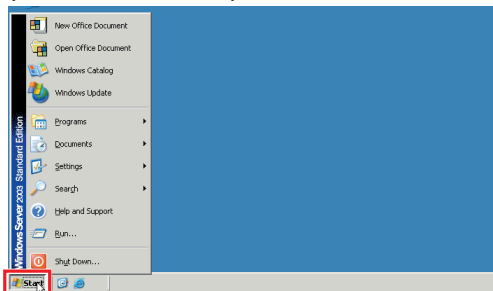 New Office Document
Open Office Document
Windows Catalog
Windows Update
Programs
Documents
Settings
Search
Help and Support
Run...
Shut Down...
Windows Server 2003 Standard Edition
Start